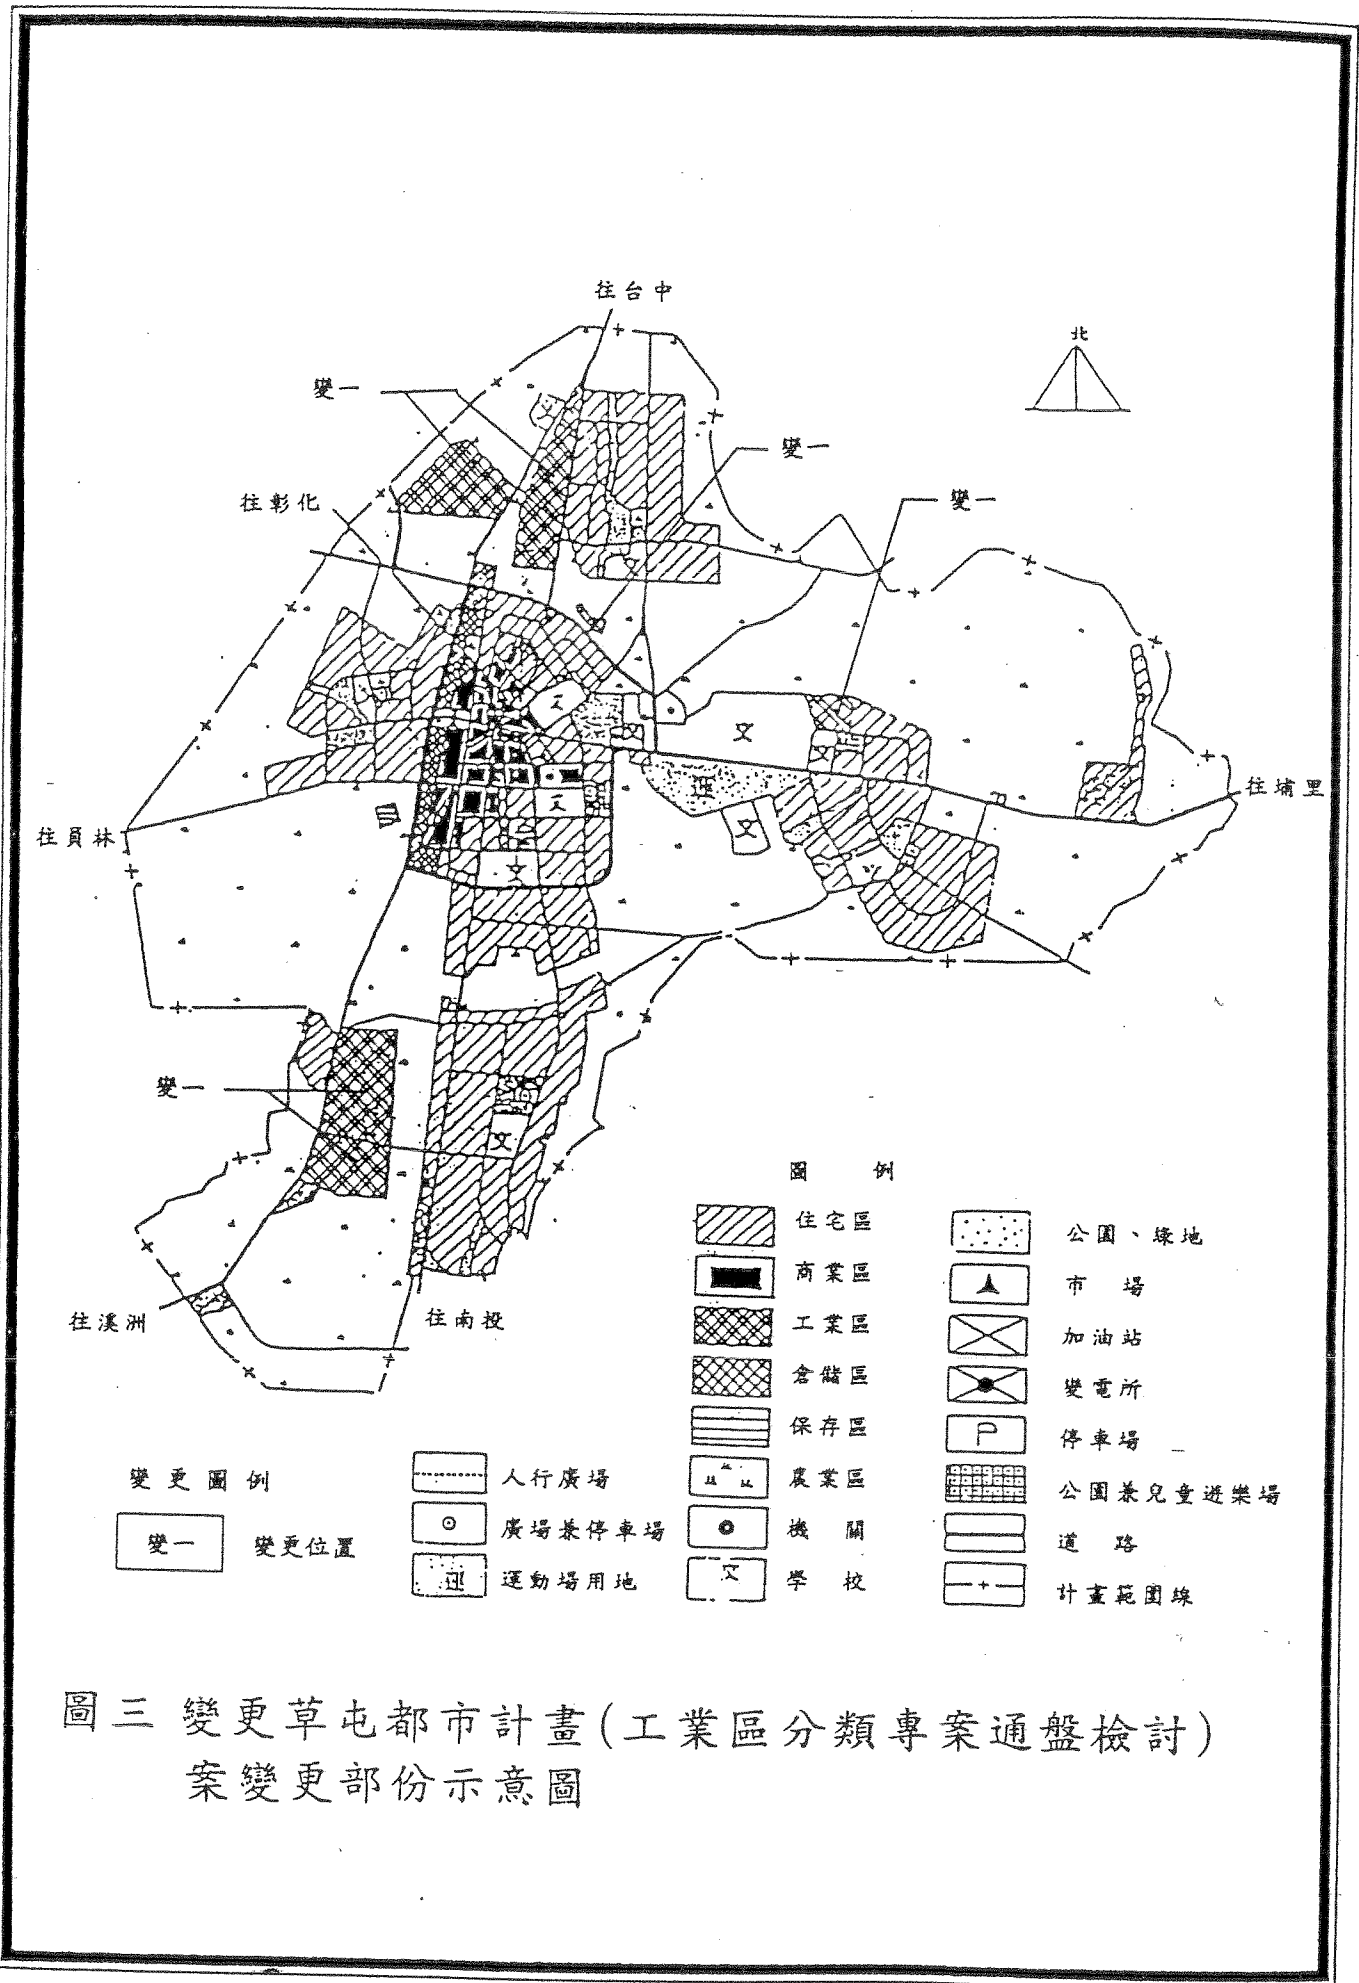 往台中
北
變一
變一
往彰化
變一
往埔里
往員林
變一
往溪洲
往南投
圖 例
住宅區
商業區
工業區
倉儲區
保存區
農業區
機 關
學 校
公園、綠地
市 場
加油站
變電所
停車場
公園兼兒童遊樂場
道 路
計畫範圍線
人行廣場
廣場兼停車場
運動場用地
變更圖例
變一 變更位置
圖三 變更草屯都市計畫(工業區分類專案通盤檢討)
案變更部份示意圖